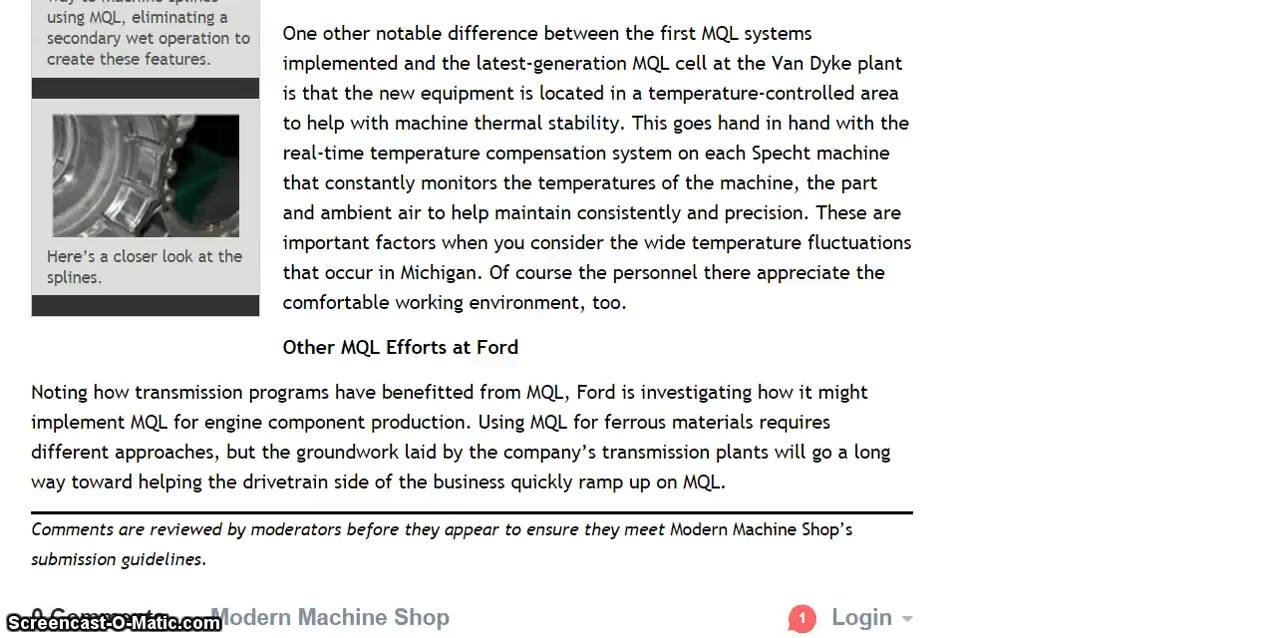 using MQL, eliminating a
secondary wet operation to
create these features.
Here’s a closer look at the
splines.
One other notable difference between the first MQL systems
implemented and the latest-generation MQL cell at the Van Dyke plant
is that the new equipment is located in a temperature-controlled area
to help with machine thermal stability. This goes hand in hand with the
real-time temperature compensation system on each Specht machine
that constantly monitors the temperatures of the machine, the part
and ambient air to help maintain consistently and precision. These are
important factors when you consider the wide temperature fluctuations
that occur in Michigan. Of course the personnel there appreciate the
comfortable working environment, too.
Other MQL Efforts at Ford
Noting how transmission programs have benefitted from MQL, Ford is investigating how it might
implement MQL for engine component production. Using MQL for ferrous materials requires
different approaches, but the groundwork laid by the company’s transmission plants will go a long
way toward helping the drivetrain side of the business quickly ramp up on MQL.
Comments are reviewed by moderators before they appear to ensure they meet Modern Machine Shop’s
submission guidelines.
0 Comments Modern Machine Shop 1 Login
Screencast-O-Matic.com